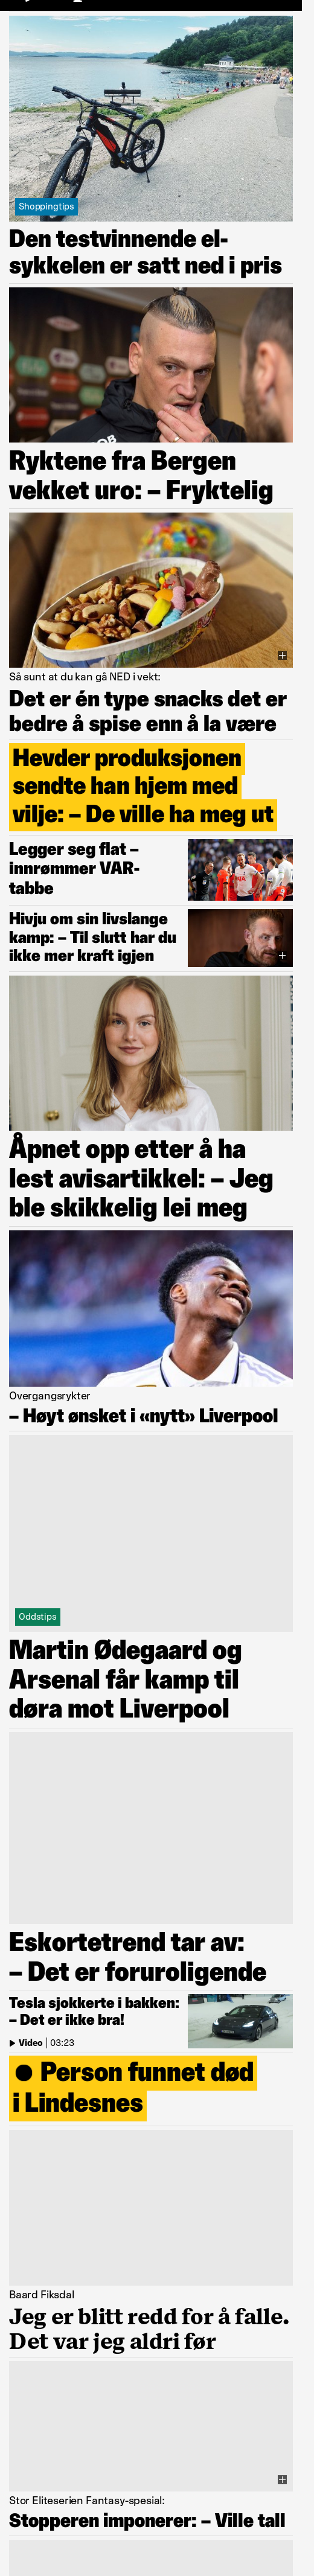 Shoppingtips
Den testvinnende el-
sykkelen er satt ned i pris
Ryktene fra Bergen
vekket uro: – Fryktelig
Så sunt at du kan gå NED i vekt:
Det er én type snacks det er
bedre å spise enn å la være
Hevder produksjonen
sendte han hjem med
vilje: – De ville ha meg ut
Legger seg flat –
innrømmer VAR-
tabbe
Hivju om sin livslange
kamp: – Til slutt har du
ikke mer kraft igjen
Åpnet opp etter å ha
lest avisartikkel: – Jeg
ble skikkelig lei meg
Overgangsrykter
– Høyt ønsket i «nytt» Liverpool
Oddstips
Martin Ødegaard og
Arsenal får kamp til
døra mot Liverpool
Eskortetrend tar av:
– Det er foruroligende
Tesla sjokkerte i bakken:
– Det er ikke bra!
Video | 03:23
Person funnet død
i Lindesnes
Baard Fiksdal
Jeg er blitt redd for å falle.
Det var jeg aldri før
Stor Eliteserien Fantasy-spesial:
Stopperen imponerer: – Ville tall